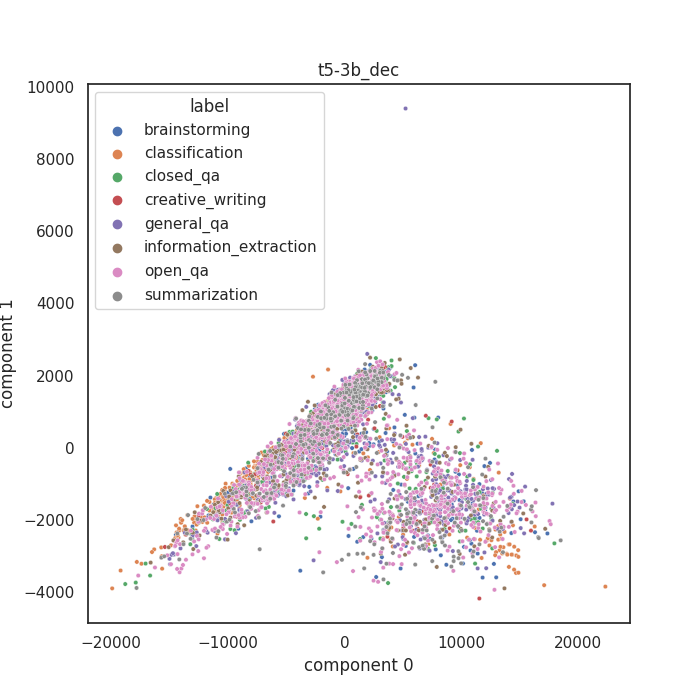 t5-3b_dec
10000
8000
6000
4000
2000
0
−2000
−4000
component 1
label
brainstorming
classification
closed_qa
creative_writing
general_qa
information_extraction
open_qa
summarization
−20000
−10000
0
10000
20000
component 0